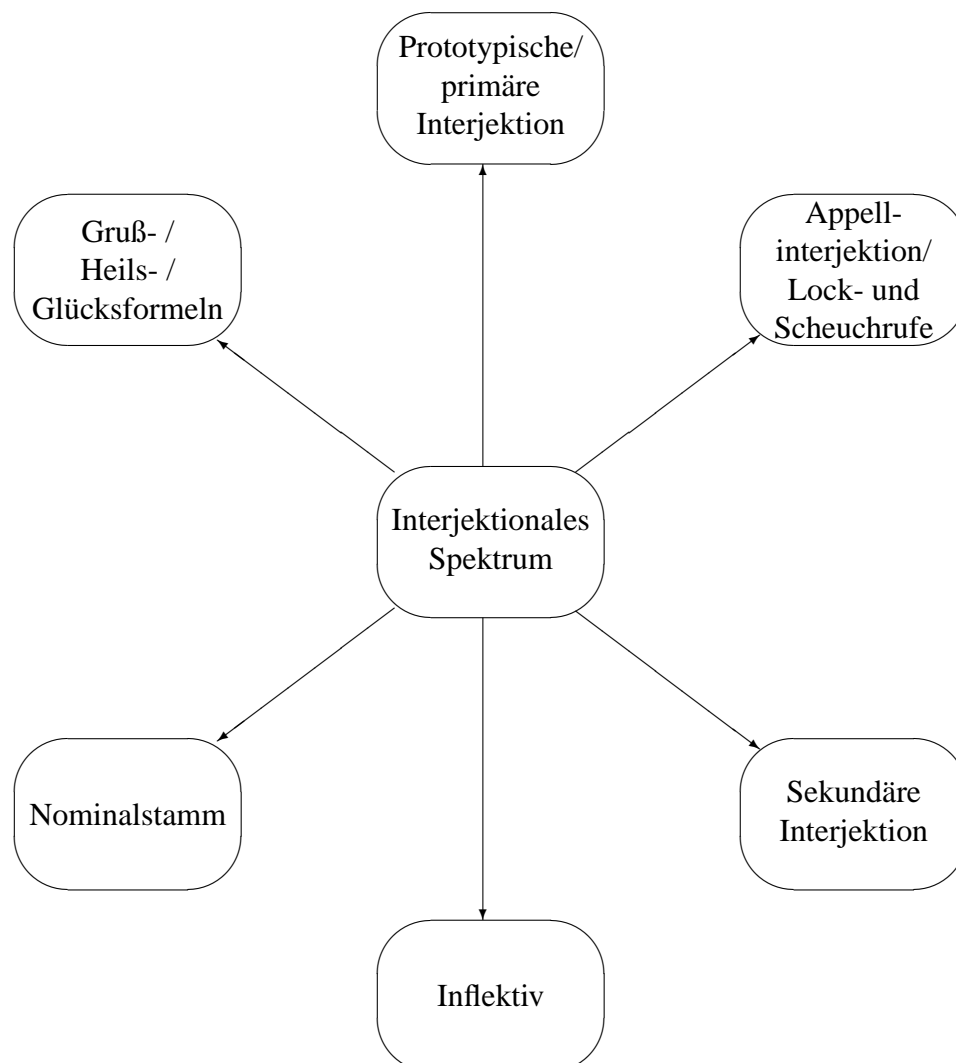 Prototypische/
primäre
Interjektion
Gruß- /
Heils- /
Glücksformeln
Appell-
interjektion/
Lock- und
Scheuchrufe
Interjektionales
Spektrum
Nominalstamm
Sekundäre
Interjektion
Inflektiv